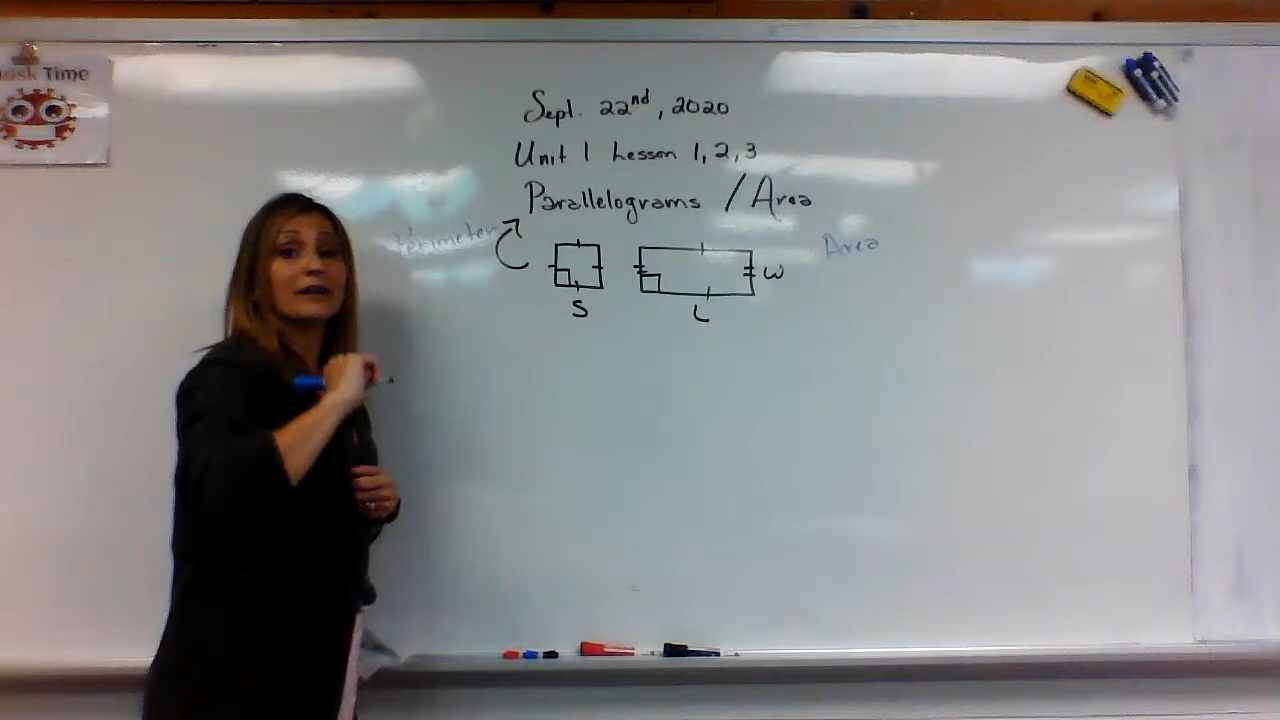 Mask Time
Sept. 22nd, 2020
Unit 1 Lesson 1, 2, 3
Parallelograms / Area
Perimeter
Area
W
S
L